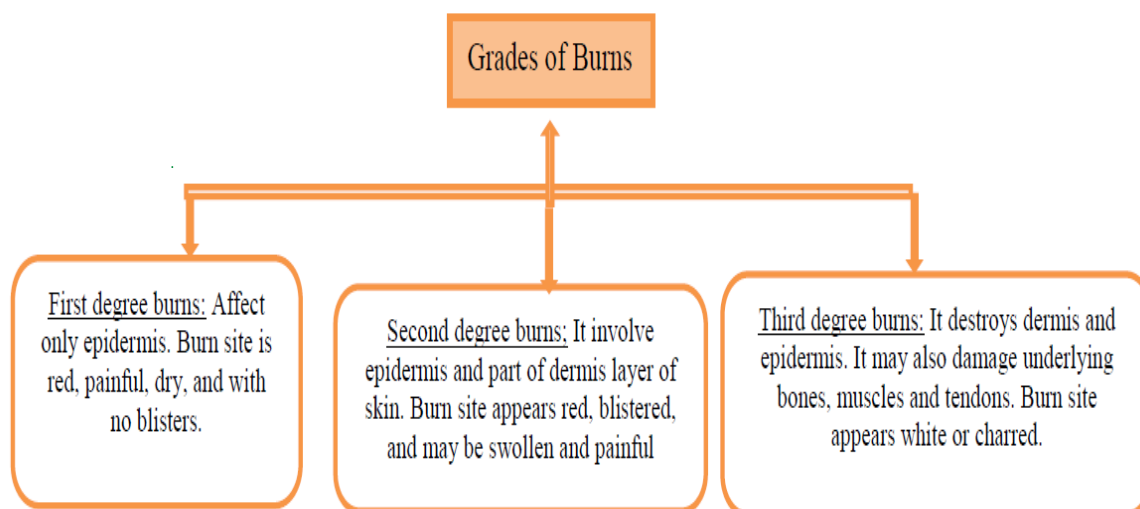 Grades of Burns
First degree burns: Affect
only epidermis. Burn site is
red, painful, dry, and with
no blisters.
Second degree burns; It involve
epidermis and part of dermis layer of
skin. Burn site appears red, blistered,
and may be swollen and painful
Third degree burns: It destroys dermis and
epidermis. It may also damage underlying
bones, muscles and tendons. Burn site
appears white or charred.